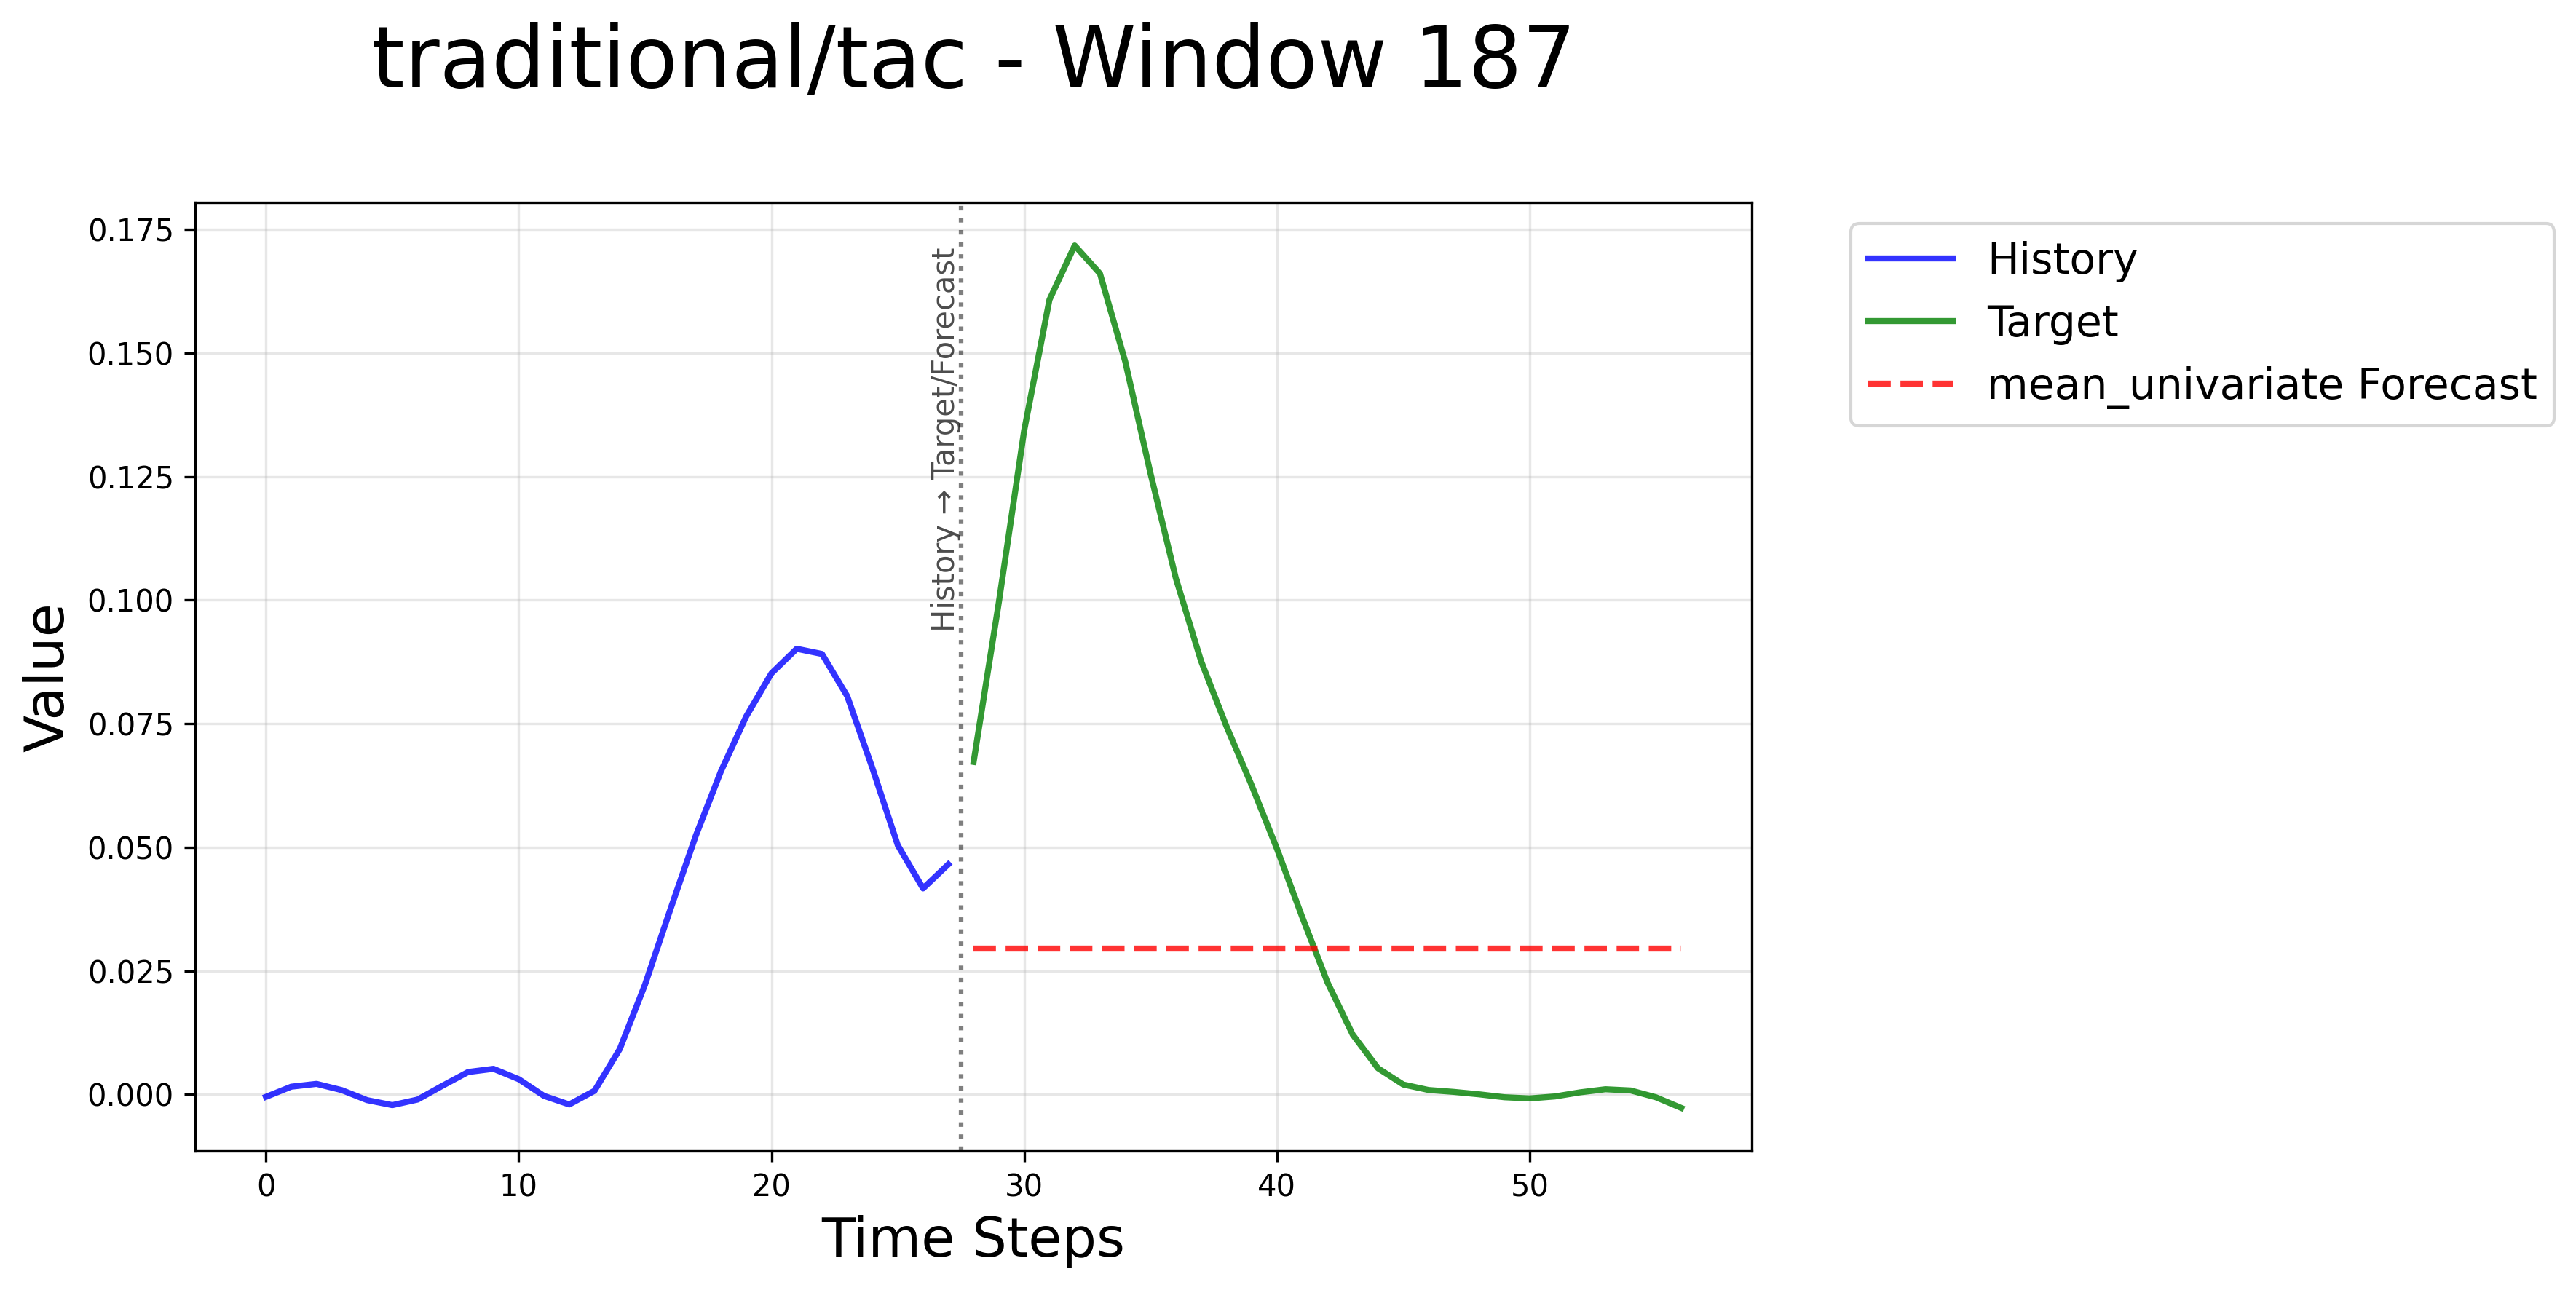 traditional/tac - Window 187
Value
0.175
0.150
0.125
0.100
0.075
0.050
0.025
0.000
History → Target/Forecast
0
10
20
30
40
50
Time Steps
History
Target
mean_univariate Forecast